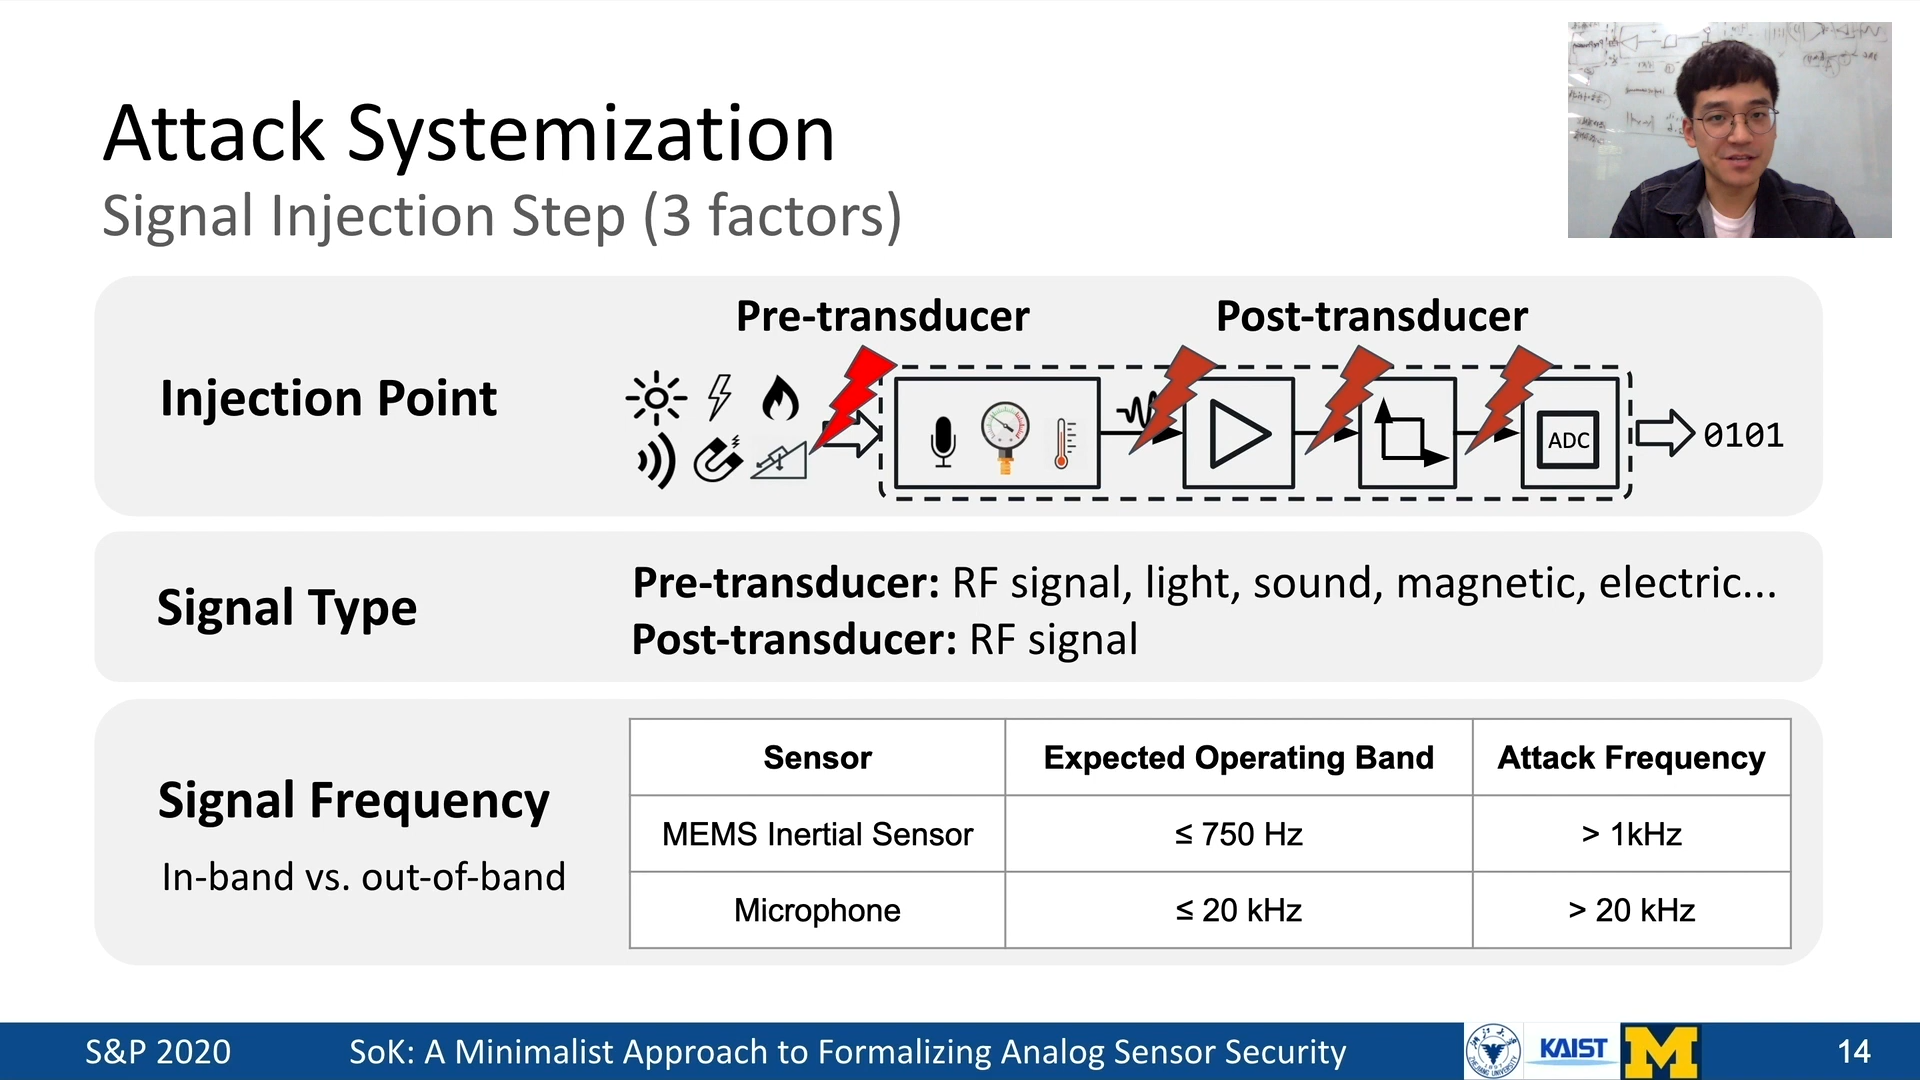 Attack Systemization
Signal Injection Step (3 factors)
Pre-transducer
Post-transducer
Injection Point
ADC
0101
Signal Type
Pre-transducer: RF signal, light, sound, magnetic, electric...
Post-transducer: RF signal
Signal Frequency
In-band vs. out-of-band
Sensor
Expected Operating Band
Attack Frequency
MEMS Inertial Sensor
≤ 750 Hz
> 1kHz
Microphone
≤ 20 kHz
> 20 kHz
S&P 2020
SoK: A Minimalist Approach to Formalizing Analog Sensor Security
KAIST
M
14